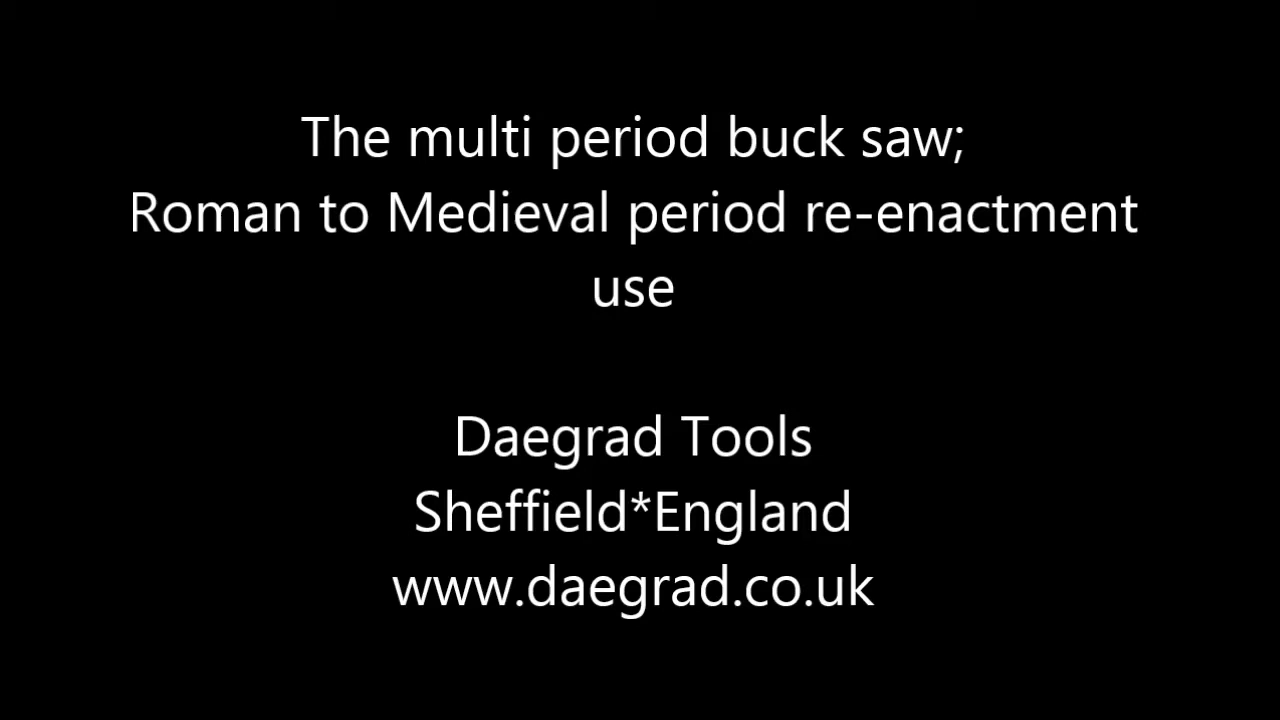 The multi period buck saw;
Roman to Medieval period re-enactment
use
Daegrad Tools
Sheffield*England
www.daegrad.co.uk